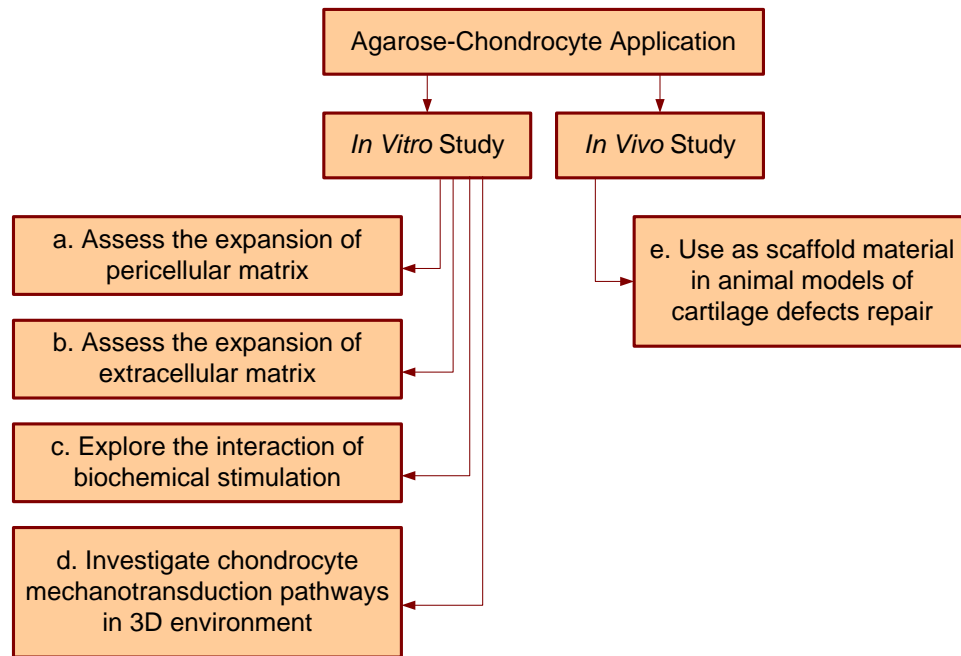 Agarose-Chondrocyte Application
In Vitro Study
In Vivo Study
a. Assess the expansion of
pericellular matrix
b. Assess the expansion of
extracellular matrix
c. Explore the interaction of
biochemical stimulation
d. Investigate chondrocyte
mechanotransduction pathways
in 3D environment
e. Use as scaffold material
in animal models of
cartilage defects repair